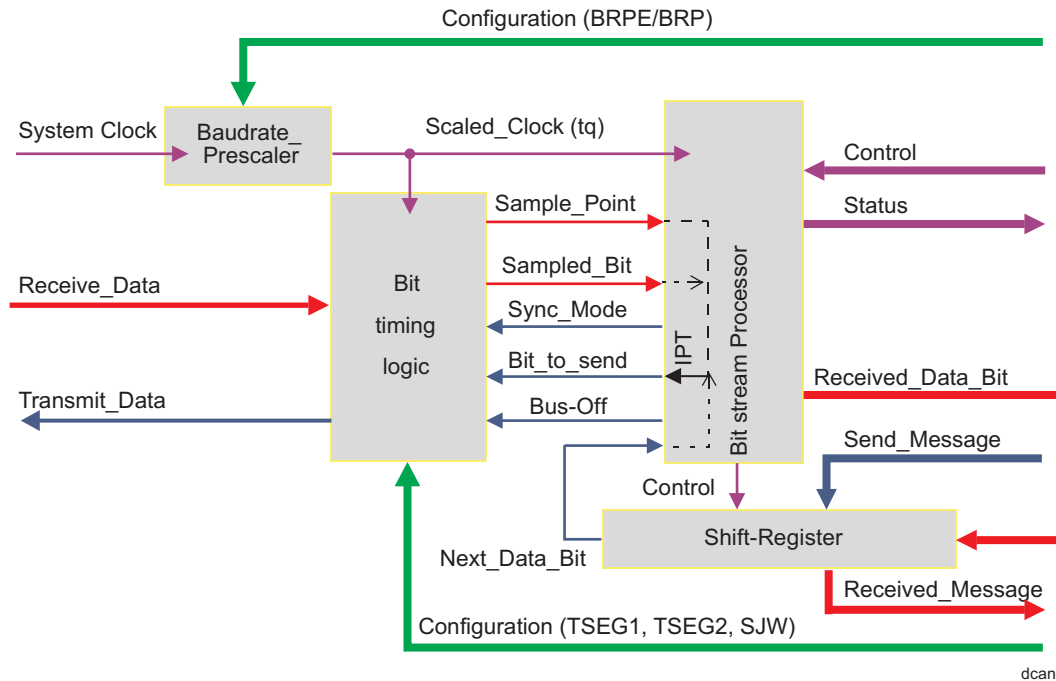 Configuration (BRPE/BRP)
System Clock
Baudrate_
Prescaler
Scaled_Clock (tq)
Control
Status
Sample_Point
Sampled_Bit
Receive_Data
Bit
timing
logic
Sync_Mode
Bit_to_send
IPT
Bit stream Processor
Received_Data_Bit
Transmit_Data
Bus-Off
Send_Message
Control
Shift-Register
Next_Data_Bit
Received_Message
Configuration (TSEG1, TSEG2, SJW)
dcan